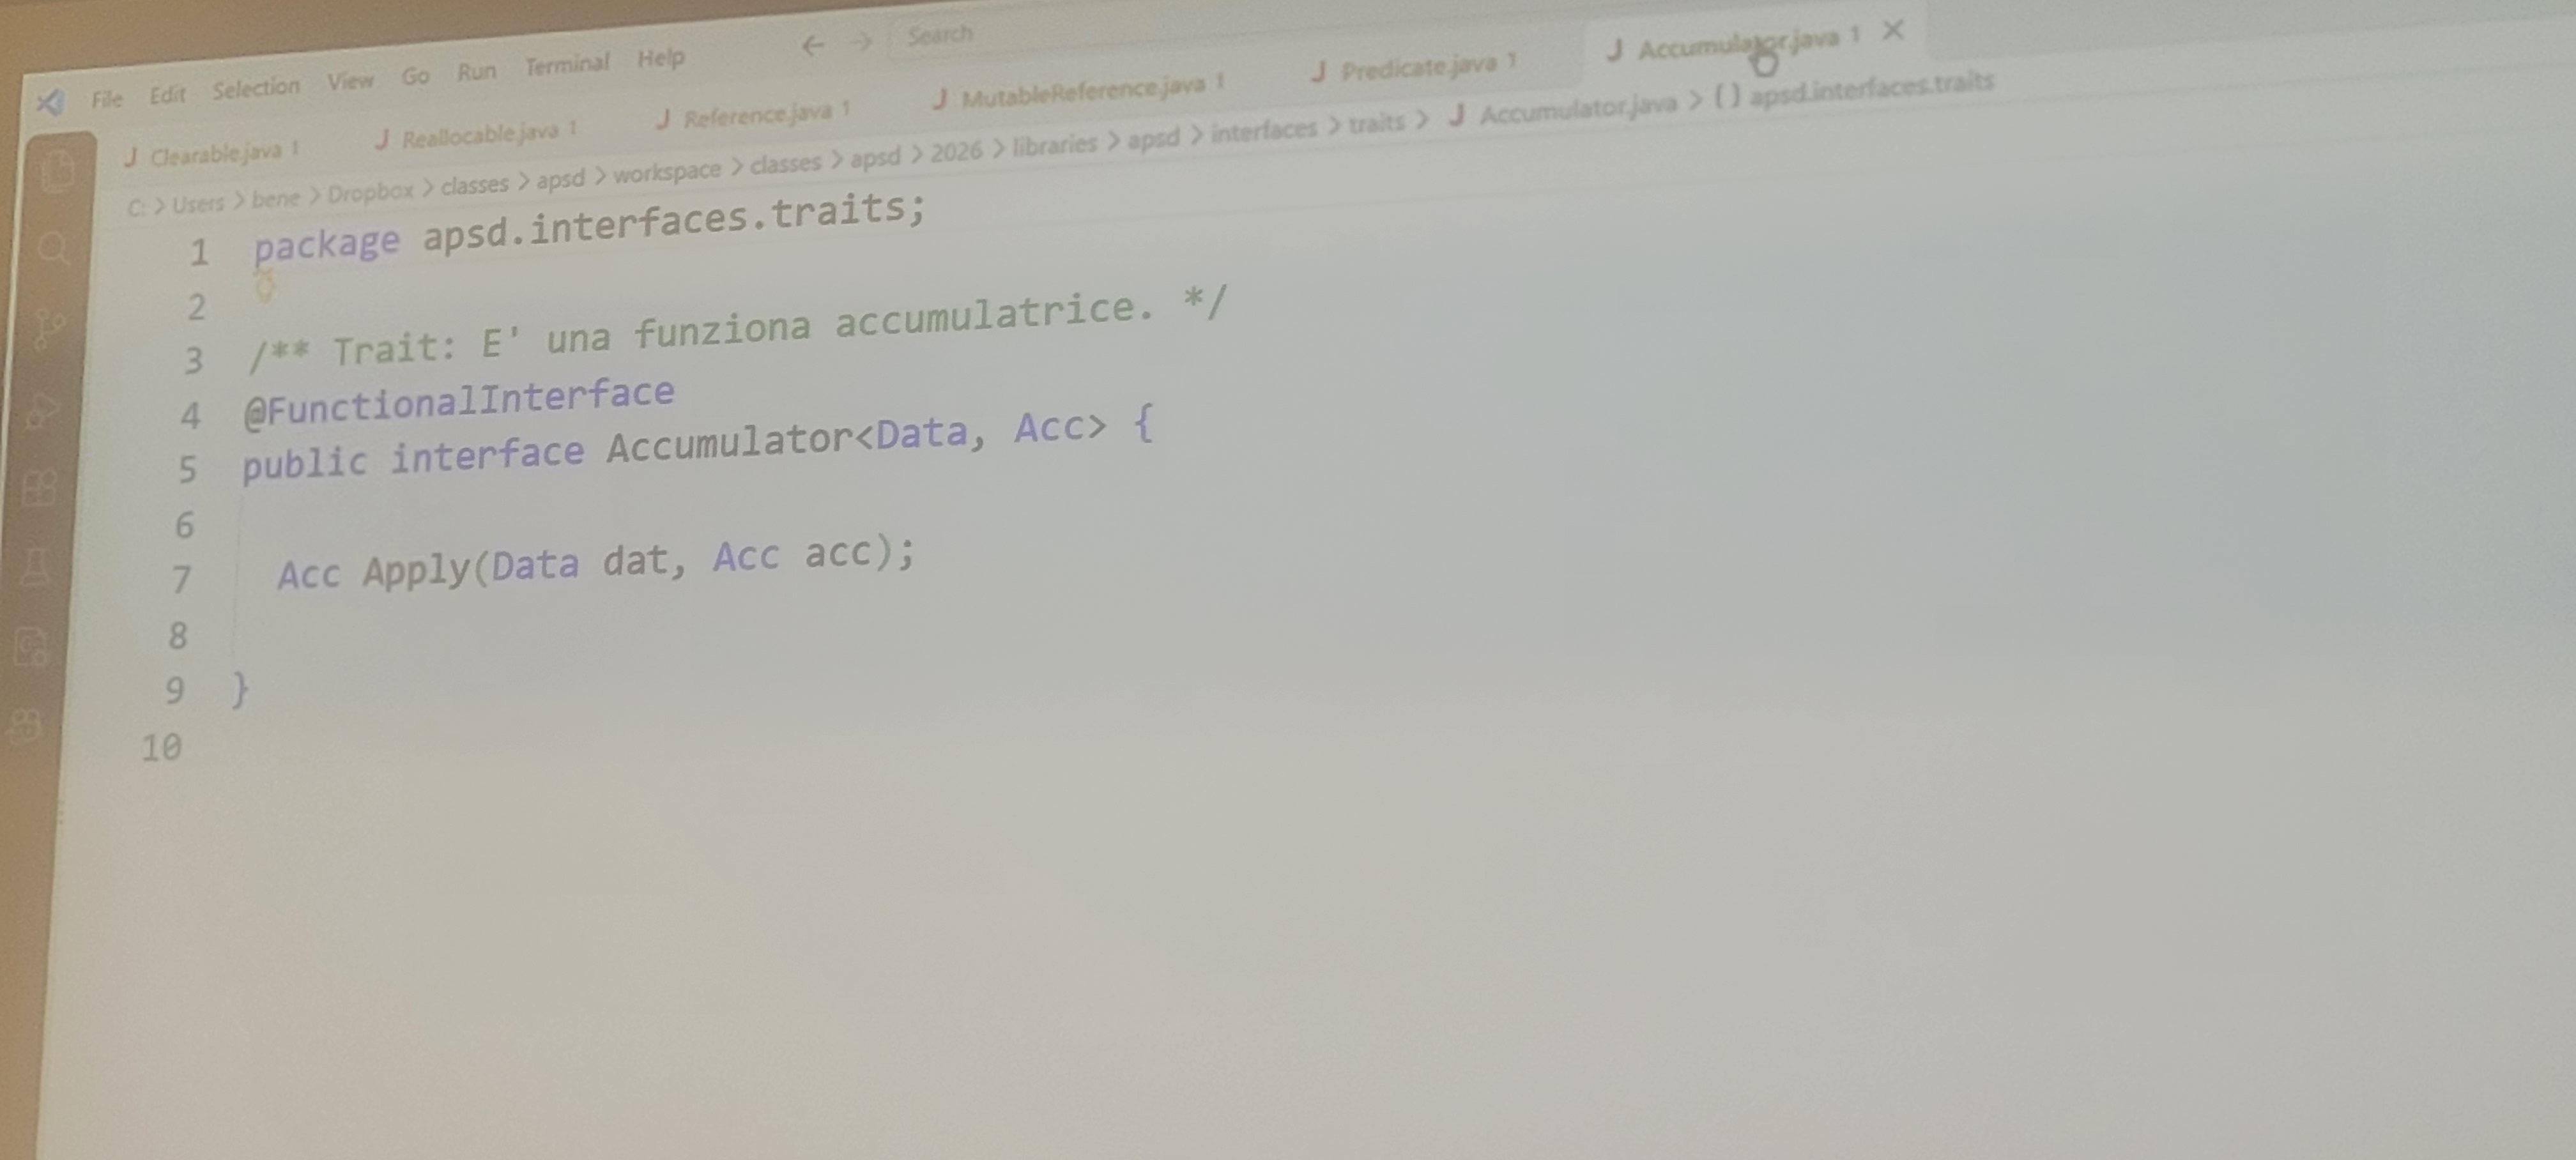 File Edit Selection View Go Run Terminal Help ← → Search
J Clearable.java 1 J Reallocable.java 1 J Reference.java 1 J MutableReference.java 1 J Predicate.java 1 J Accumulator.java 1 ×
C: > Users > bene > Dropbox > classes > apsd > workspace > classes > apsd > 2026 > libraries > apsd > interfaces > traits > J Accumulator.java > {} apsd.interfaces.traits
1 package apsd.interfaces.traits;
2
3 /** Trait: E' una funziona accumulatrice. */
4 @FunctionalInterface
5 public interface Accumulator<Data, Acc> {
6
7 Acc Apply(Data dat, Acc acc);
8
9 }
10